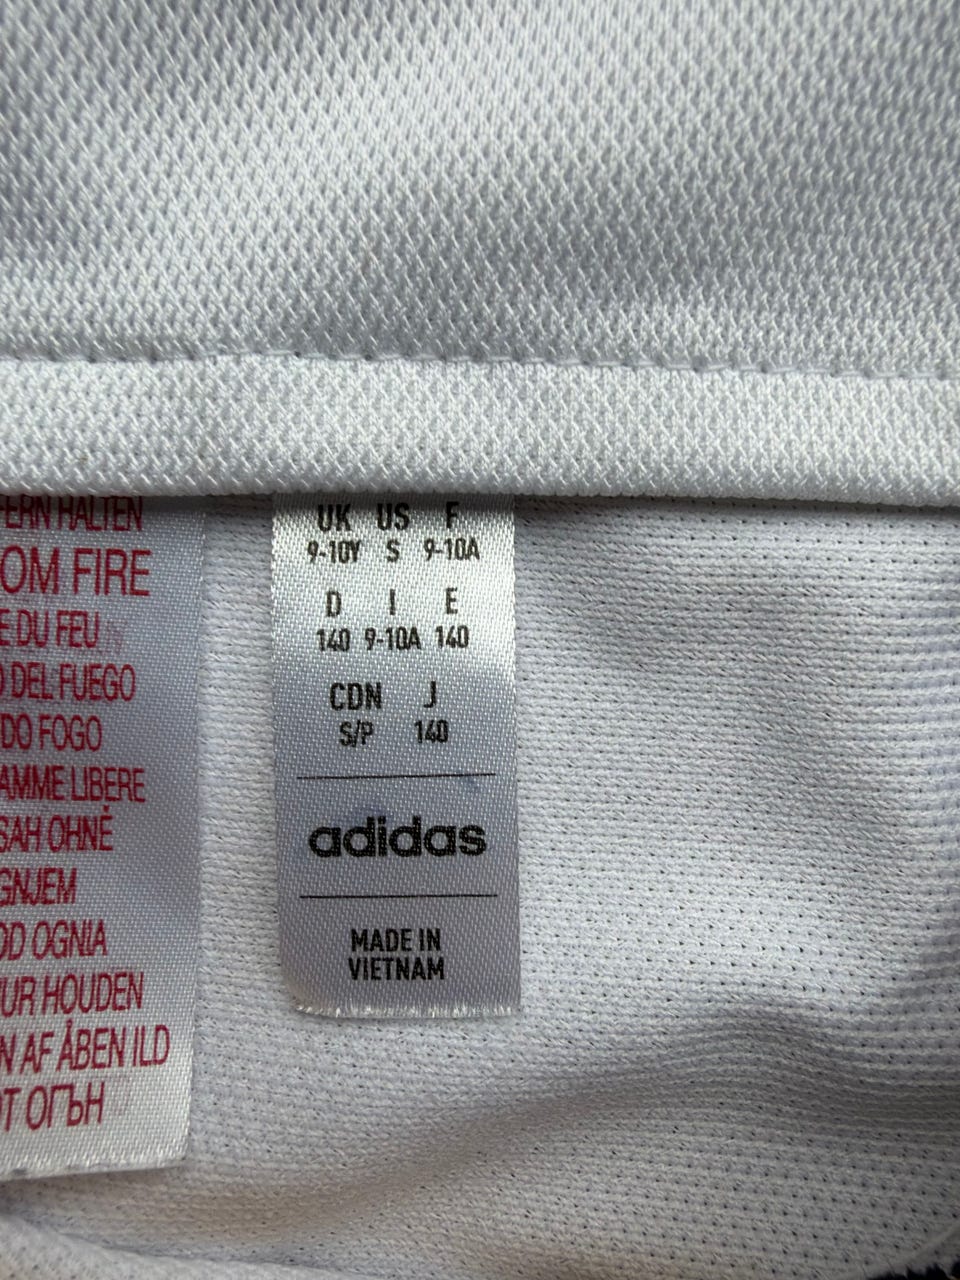 FERN HALTEN
OM FIRE
E DU FEU
DEL FUEGO
DO FOGO
AMME LIBERE
SAH OHNĚ
GNJEM
OD OGNIA
UR HOUDEN
N AF ÅBEN ILD
OT ОГЪН
UK US F
9-10Y S 9-10A
D I E
140 9-10A 140
CDN J
S/P 140
adidas
MADE IN
VIETNAM